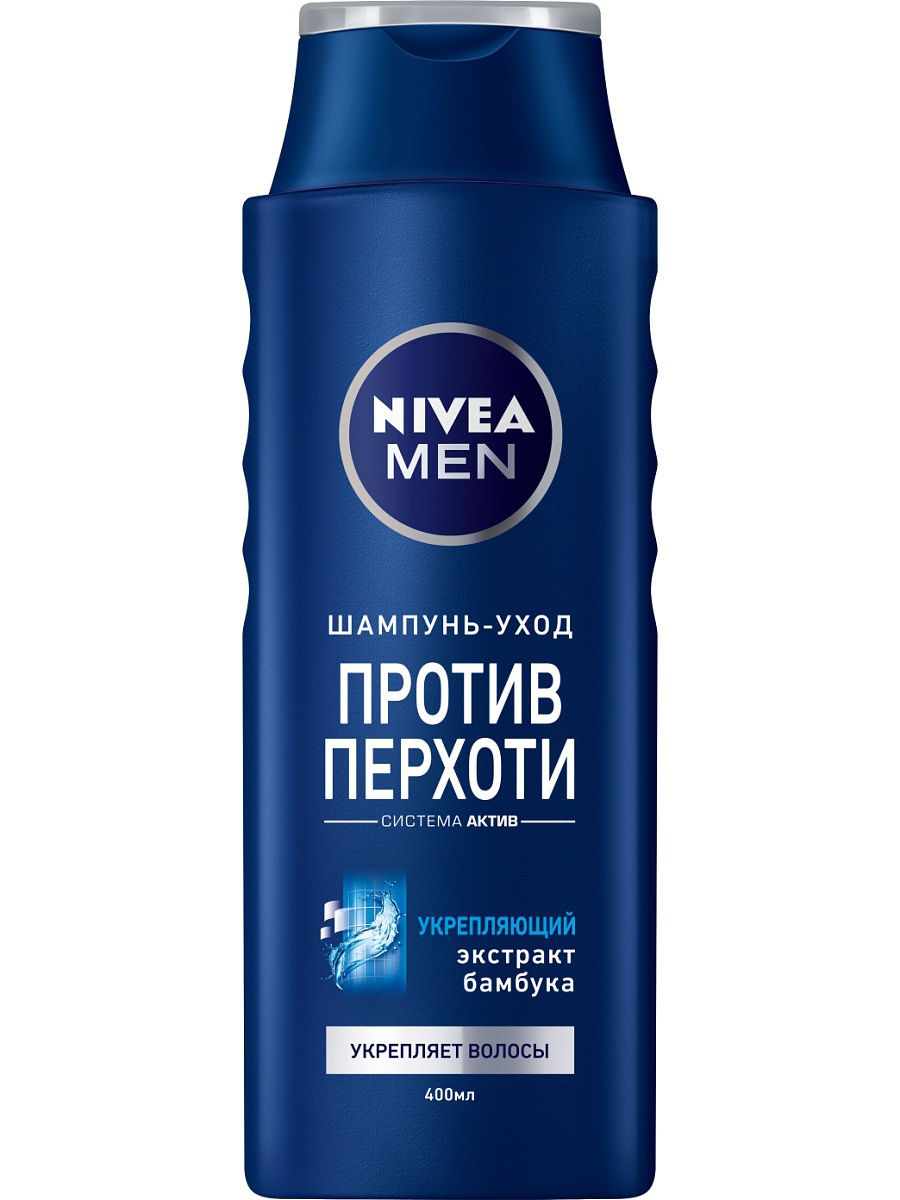 NIVEA
MEN
ШАМПУНЬ-УХОД
ПРОТИВ
ПЕРХОТИ
СИСТЕМА АКТИВ
УКРЕПЛЯЮЩИЙ
экстракт
бамбука
УКРЕПЛЯЕТ ВОЛОСЫ
400мл